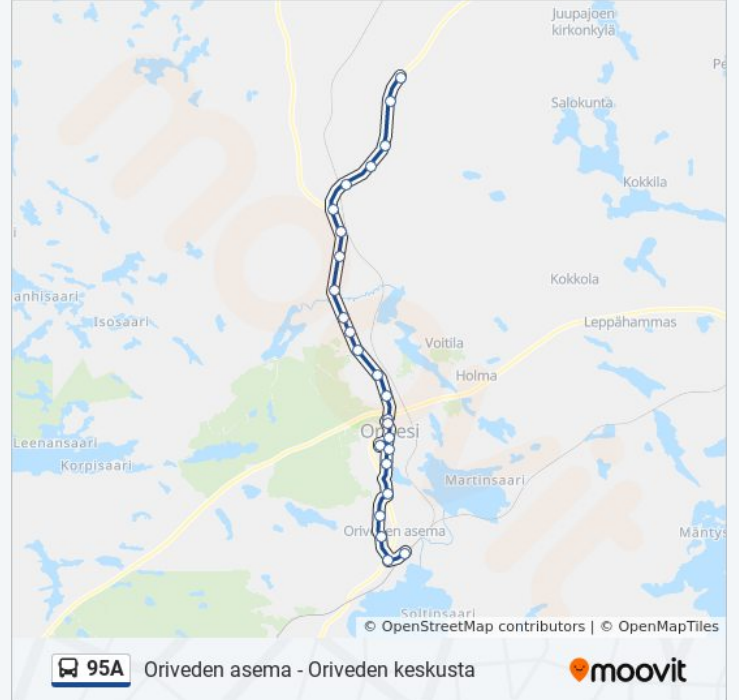 Juupajoen
kirkonkylä
Pe
Salokunta
Kokkila
i
Kokkola
anhisaari
Isosaari
Leppähammas
Voitila
Holma
Orivesi
Leenansaari
Korpisaari
Martinsaari
Oriveden asema
Mäntys
Soltinsaari
© OpenStreetMap contributors | © OpenMapTiles
95A Oriveden asema - Oriveden keskusta
moovit
moovit